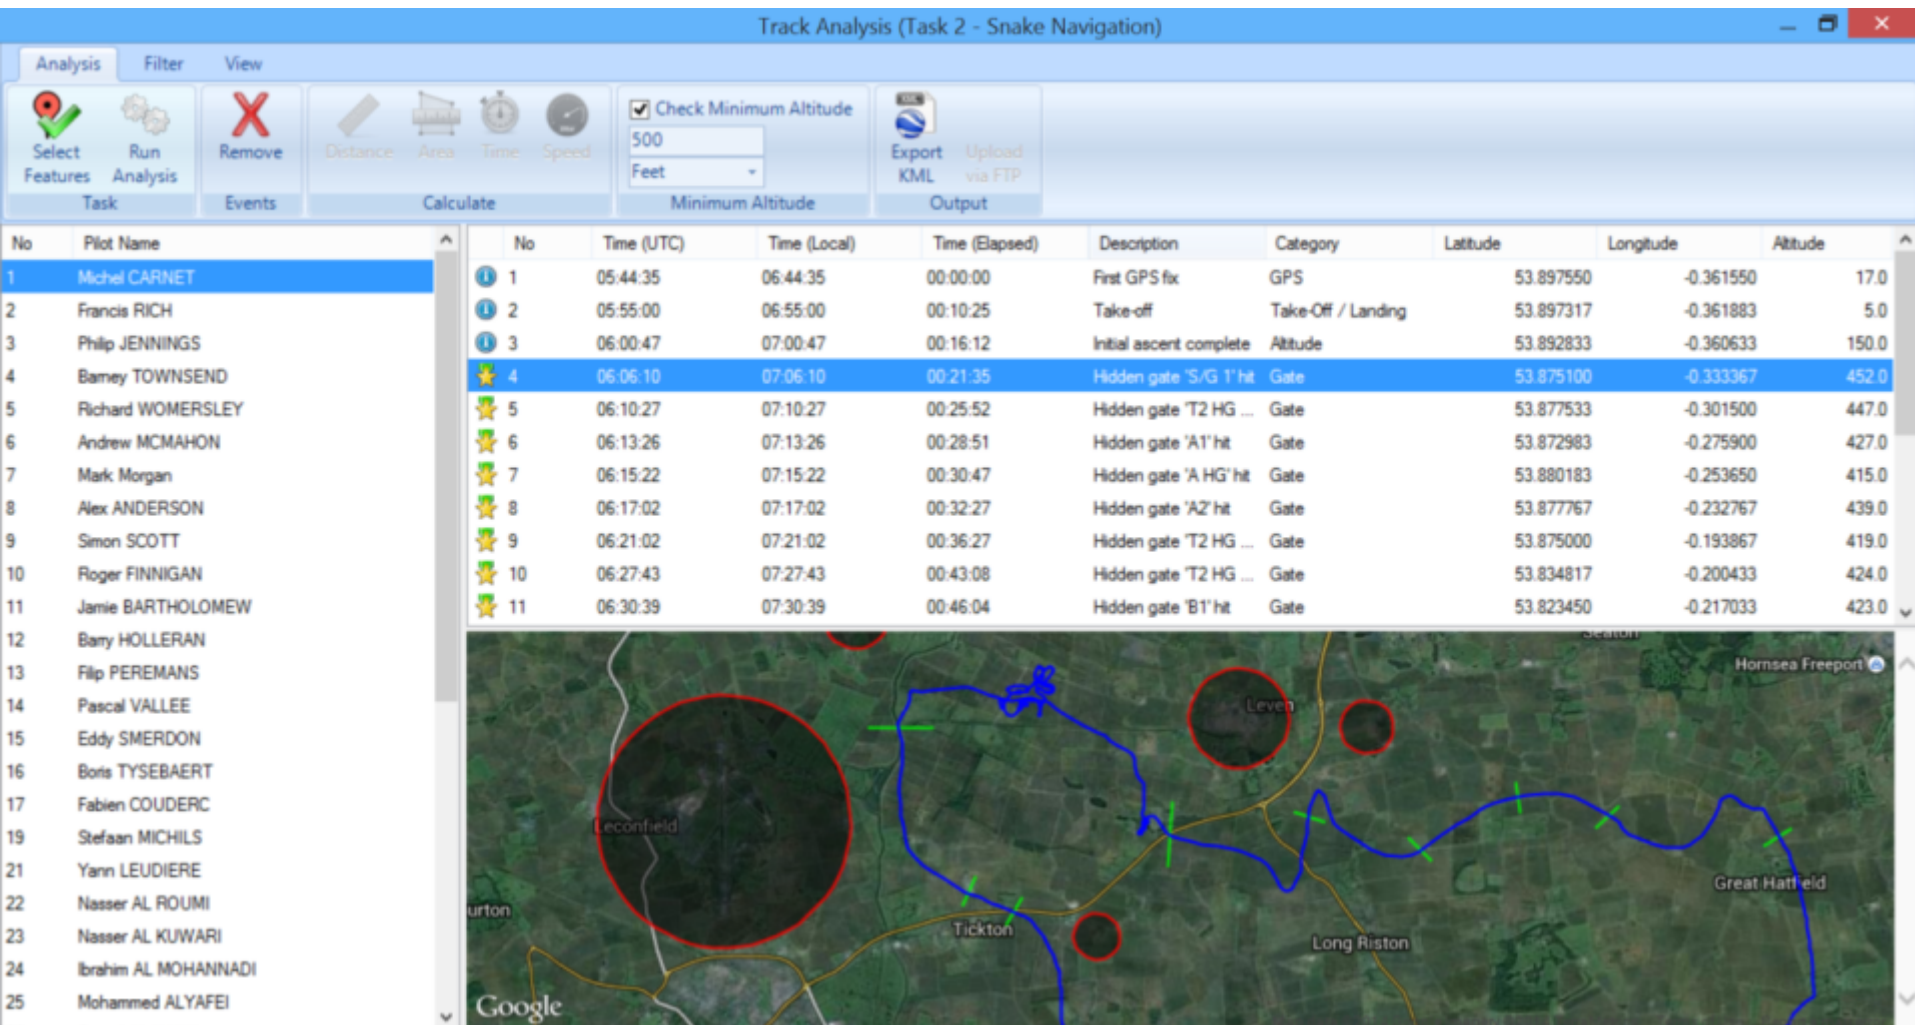 Track Analysis (Task 2 - Snake Navigation)
Analysis Filter View
Select Features
Run Analysis
Task
Remove
Events
Distance Area Time Speed
Calculate
Check Minimum Altitude
500
Feet
Minimum Altitude
Export KML
Upload via FTP
Output
No Pilot Name
1 Michel CARNET
2 Francis RICH
3 Philip JENNINGS
4 Barney TOWNSEND
5 Richard WOMERSLEY
6 Andrew MCMAHON
7 Mark Morgan
8 Alex ANDERSON
9 Simon SCOTT
10 Roger FINNIGAN
11 Jamie BARTHOLOMEW
12 Barry HOLLERAN
13 Filip PEREMANS
14 Pascal VALLEE
15 Eddy SMERDON
16 Boris TYSEBAERT
17 Fabien COUDERC
19 Stefaan MICHILS
21 Yann LEUDIERE
22 Nasser AL ROUMI
23 Nasser AL KUWARI
24 Ibrahim AL MOHANNADI
25 Mohammed ALYAFEI
No Time (UTC) Time (Local) Time (Elapsed) Description Category Latitude Longitude Altitude
1 05:44:35 06:44:35 00:00:00 First GPS fix GPS 53.897550 -0.361550 17.0
2 05:55:00 06:55:00 00:10:25 Take-off Take-Off / Landing 53.897317 -0.361883 5.0
3 06:00:47 07:00:47 00:16:12 Initial ascent complete Altitude 53.892833 -0.360633 150.0
4 06:06:10 07:06:10 00:21:35 Hidden gate 'S/G 1' hit Gate 53.875100 -0.333367 452.0
5 06:10:27 07:10:27 00:25:52 Hidden gate 'T2 HG ... Gate 53.877533 -0.301500 447.0
6 06:13:26 07:13:26 00:28:51 Hidden gate 'A1' hit Gate 53.872983 -0.275900 427.0
7 06:15:22 07:15:22 00:30:47 Hidden gate 'A HG' hit Gate 53.880183 -0.253650 415.0
8 06:17:02 07:17:02 00:32:27 Hidden gate 'A2' hit Gate 53.877767 -0.232767 439.0
9 06:21:02 07:21:02 00:36:27 Hidden gate 'T2 HG ... Gate 53.875000 -0.193867 419.0
10 06:27:43 07:27:43 00:43:08 Hidden gate 'T2 HG ... Gate 53.834817 -0.200433 424.0
11 06:30:39 07:30:39 00:46:04 Hidden gate 'B1' hit Gate 53.823450 -0.217033 423.0
Seaton
Hornsea Freeport
Leven
Leconfield
Great Hatfield
urton
Tickton
Long Riston
Google